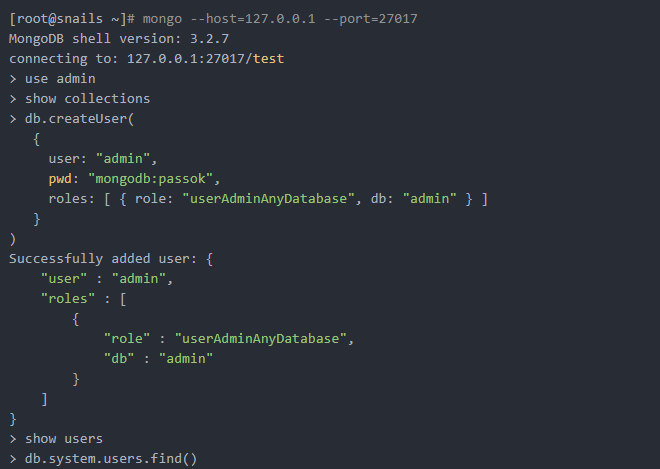 [root@snails ~]# mongo --host=127.0.0.1 --port=27017
MongoDB shell version: 3.2.7
connecting to: 127.0.0.1:27017/test
> use admin
> show collections
> db.createUser(
   {
     user: "admin",
     pwd: "mongodb:passok",
     roles: [ { role: "userAdminAnyDatabase", db: "admin" } ]
   }
)
Successfully added user: {
    "user" : "admin",
    "roles" : [
        {
            "role" : "userAdminAnyDatabase",
            "db" : "admin"
        }
    ]
}
> show users
> db.system.users.find()